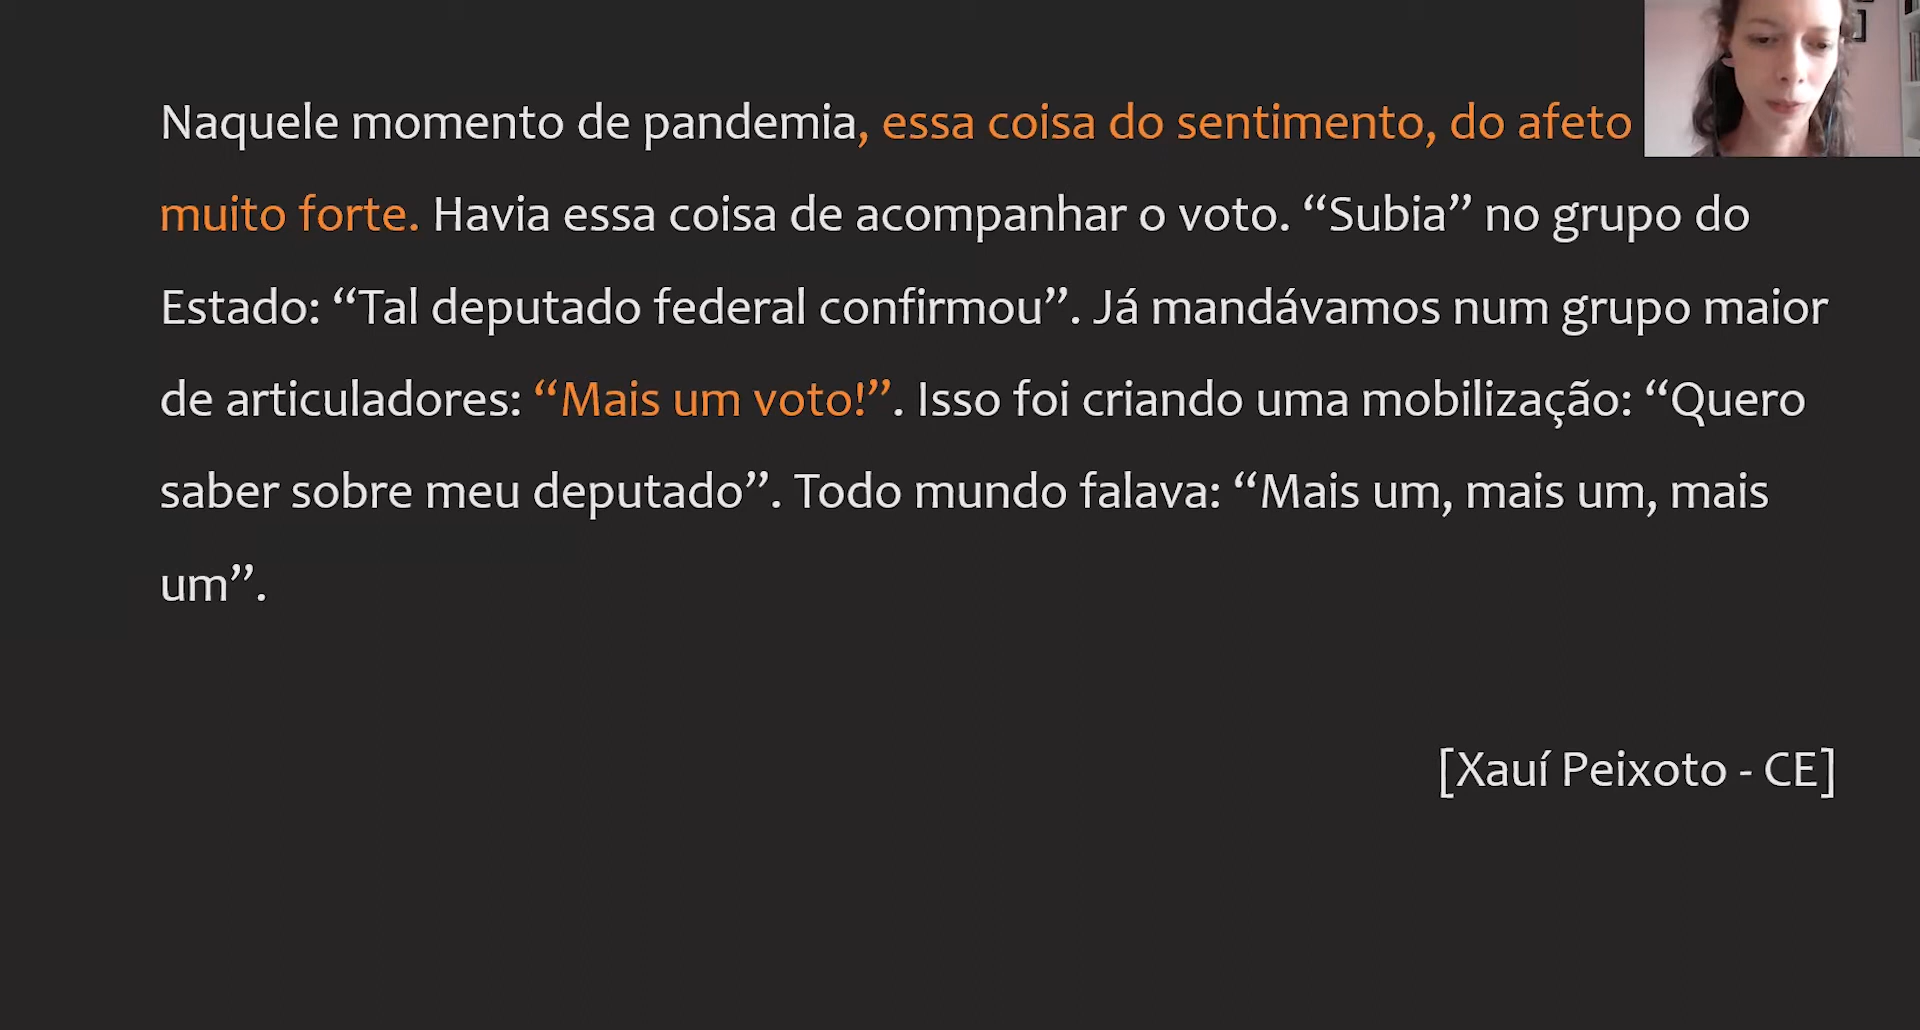 Naquele momento de pandemia, essa coisa do sentimento, do afeto
muito forte. Havia essa coisa de acompanhar o voto. “Subia” no grupo do
Estado: “Tal deputado federal confirmou”. Já mandávamos num grupo maior
de articuladores: “Mais um voto!”. Isso foi criando uma mobilização: “Quero
saber sobre meu deputado”. Todo mundo falava: “Mais um, mais um, mais
um”.
[Xauí Peixoto - CE]